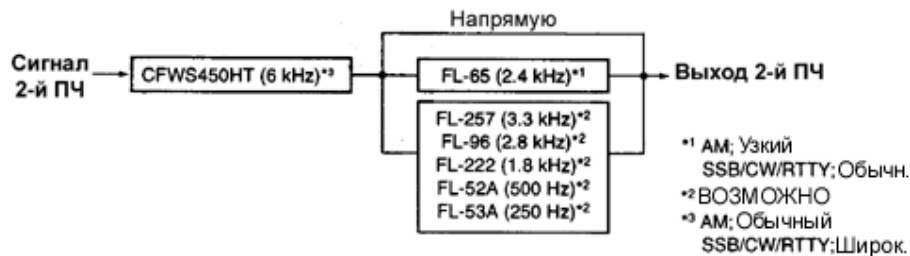 Напрямую
Сигнал
2-й ПЧ
CFWS450HT (6 kHz)*3
FL-65 (2.4 kHz)*1
Выход 2-й ПЧ
FL-257 (3.3 kHz)*2
FL-96 (2.8 kHz)*2
FL-222 (1.8 kHz)*2
FL-52A (500 Hz)*2
FL-53A (250 Hz)*2
*1 AM; Узкий
SSB/CW/RTTY;Обычн.
*2 ВОЗМОЖНО
*3 AM; Обычный
SSB/CW/RTTY;Широк.